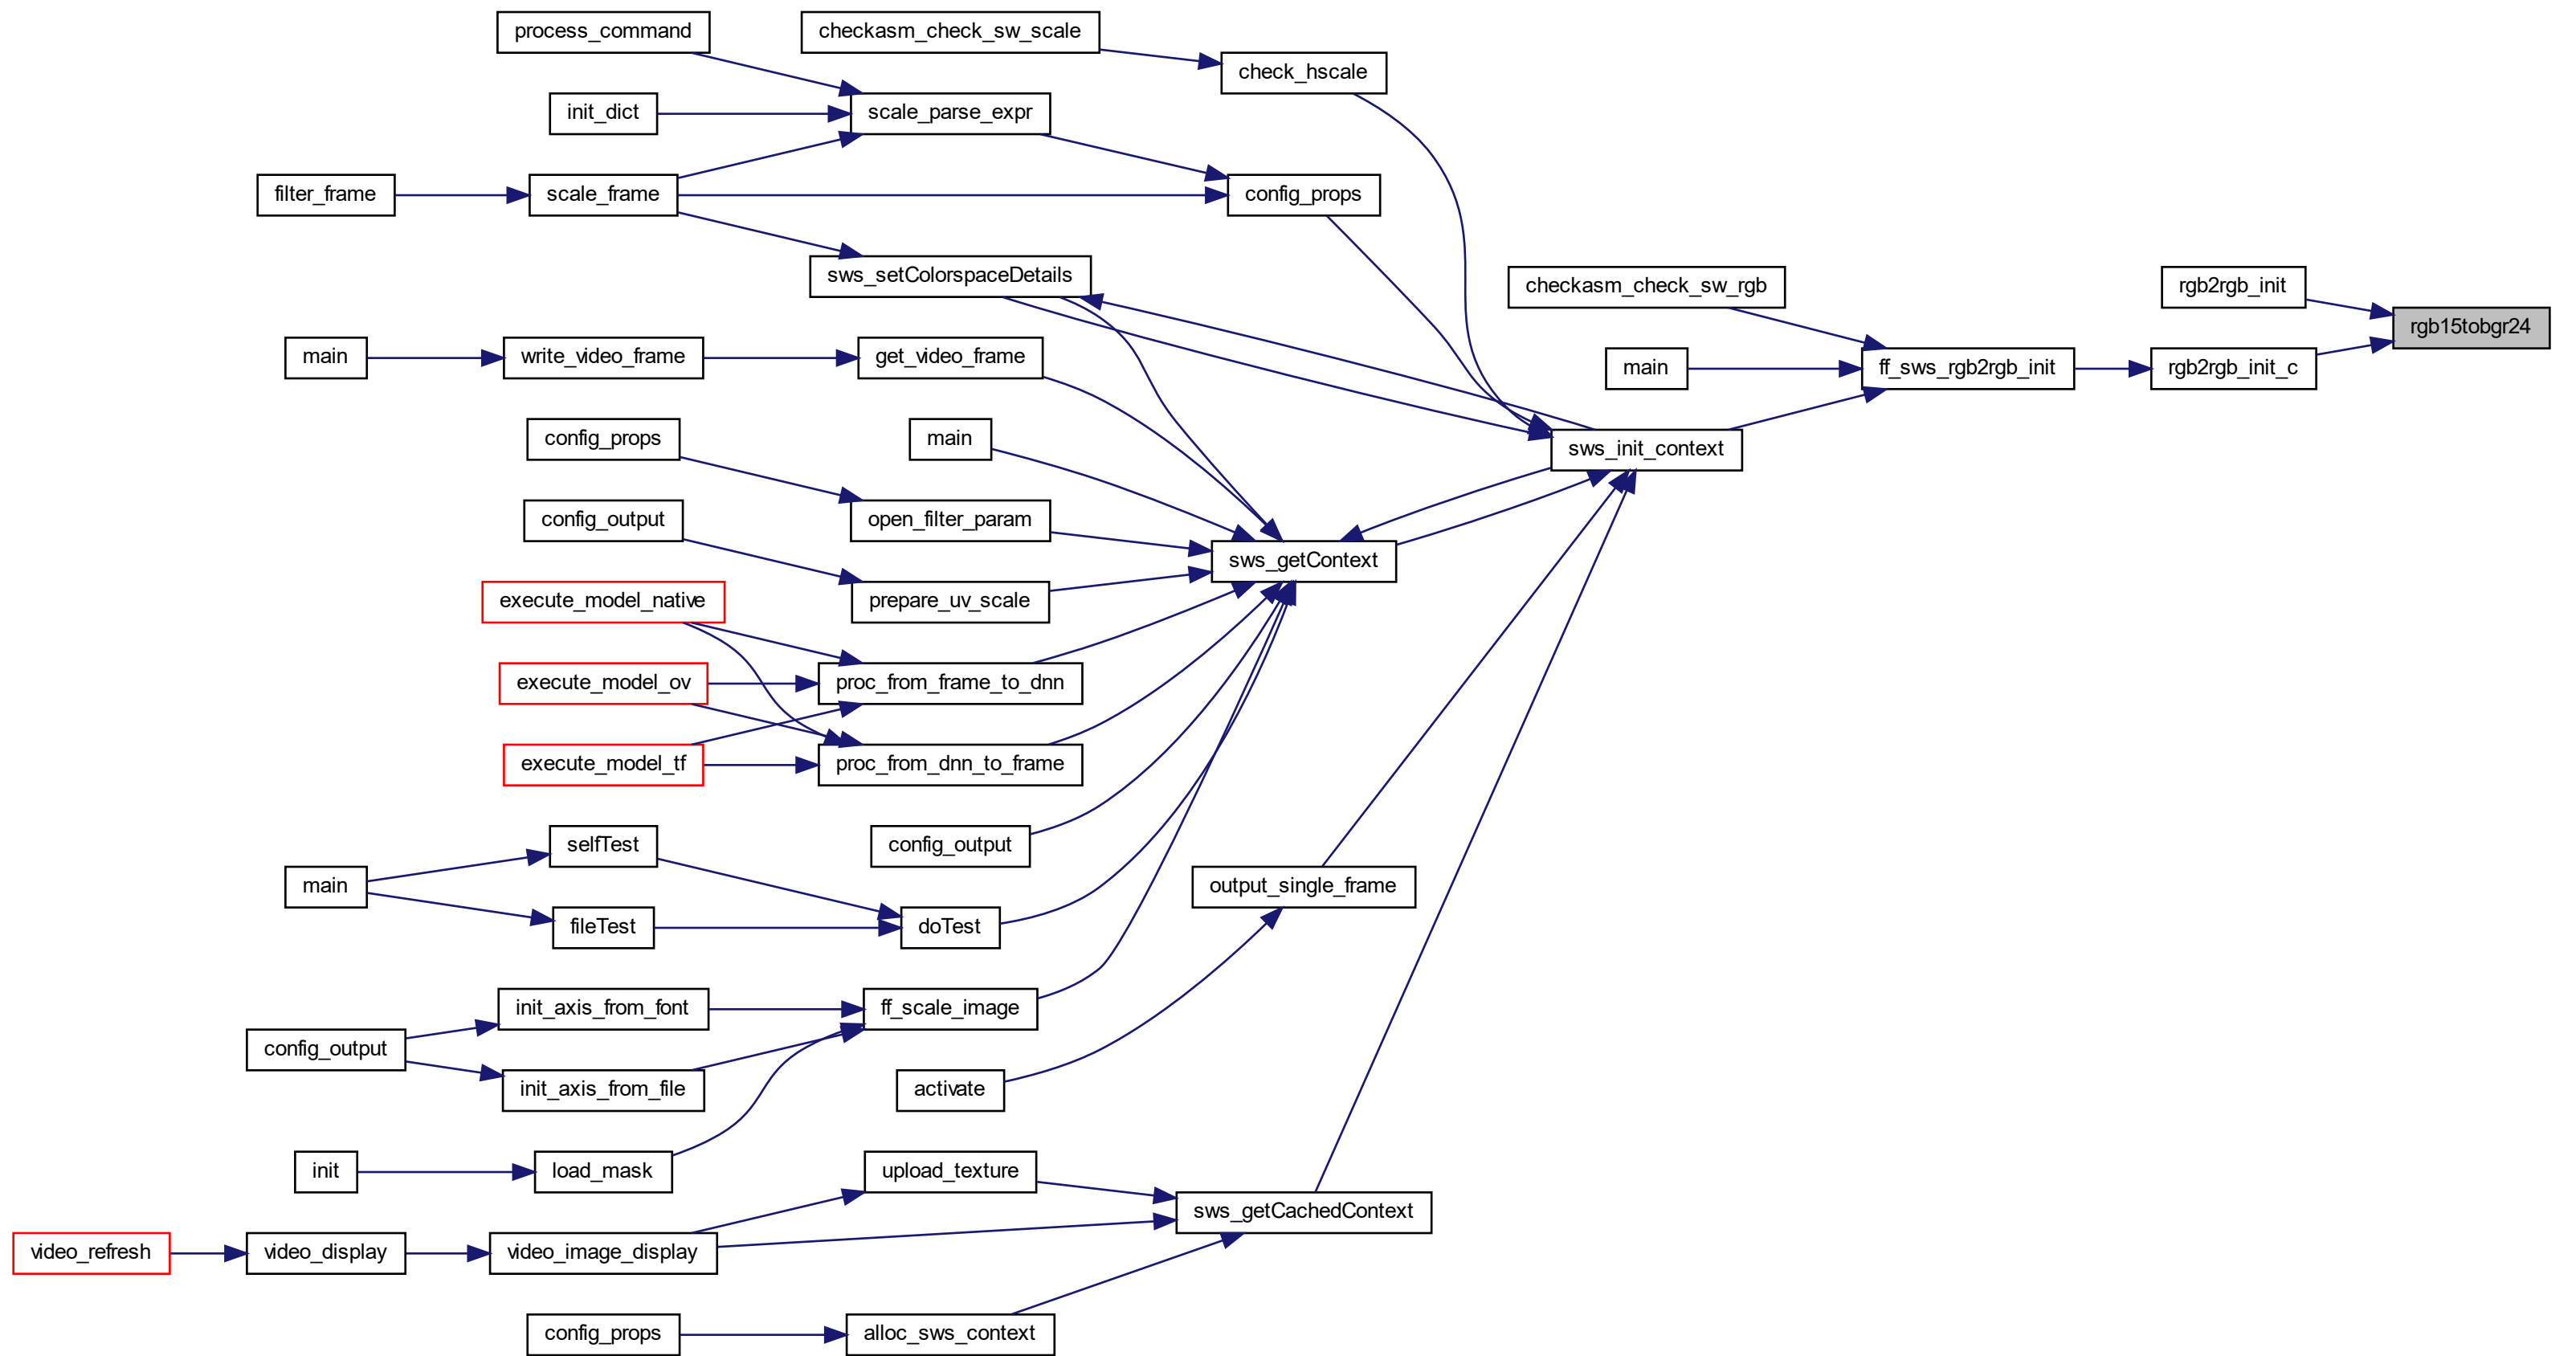 process_command
checkasm_check_sw_scale
check_hscale
init_dict
scale_parse_expr
filter_frame
scale_frame
config_props
sws_setColorspaceDetails
checkasm_check_sw_rgb
rgb2rgb_init
rgb15tobgr24
main
write_video_frame
get_video_frame
main
ff_sws_rgb2rgb_init
rgb2rgb_init_c
config_props
main
sws_init_context
config_output
open_filter_param
sws_getContext
execute_model_native
prepare_uv_scale
execute_model_ov
proc_from_frame_to_dnn
execute_model_tf
proc_from_dnn_to_frame
selfTest
config_output
main
output_single_frame
fileTest
doTest
init_axis_from_font
ff_scale_image
config_output
init_axis_from_file
activate
init
load_mask
upload_texture
sws_getCachedContext
video_refresh
video_display
video_image_display
config_props
alloc_sws_context